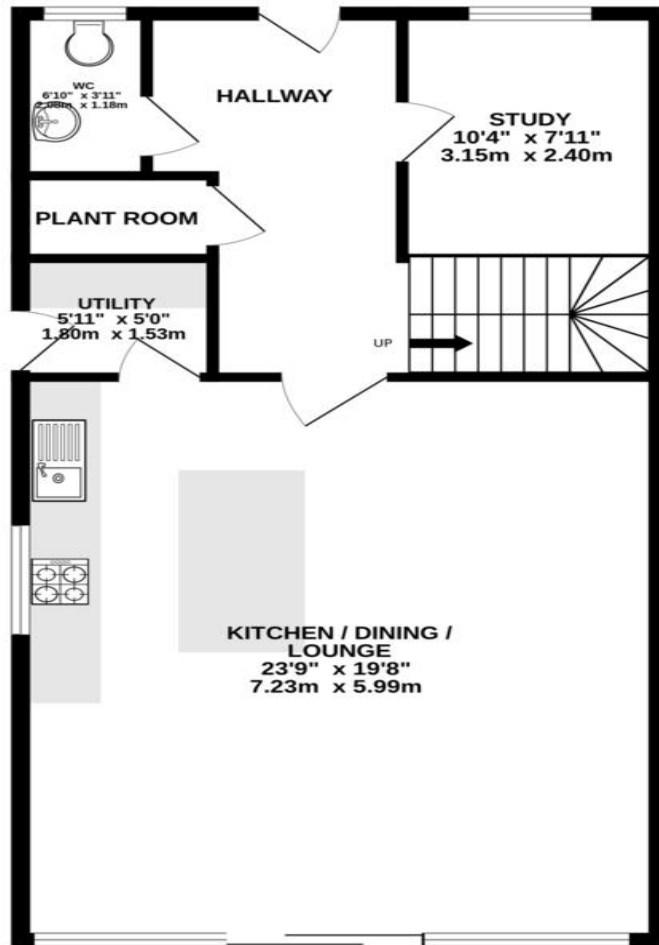 WC
6'10" x 3'11"
2.08m x 1.18m
HALLWAY
STUDY
10'4" x 7'11"
3.15m x 2.40m
PLANT ROOM
UTILITY
5'11" x 5'0"
1.80m x 1.53m
UP
KITCHEN / DINING /
LOUNGE
23'9" x 19'8"
7.23m x 5.99m